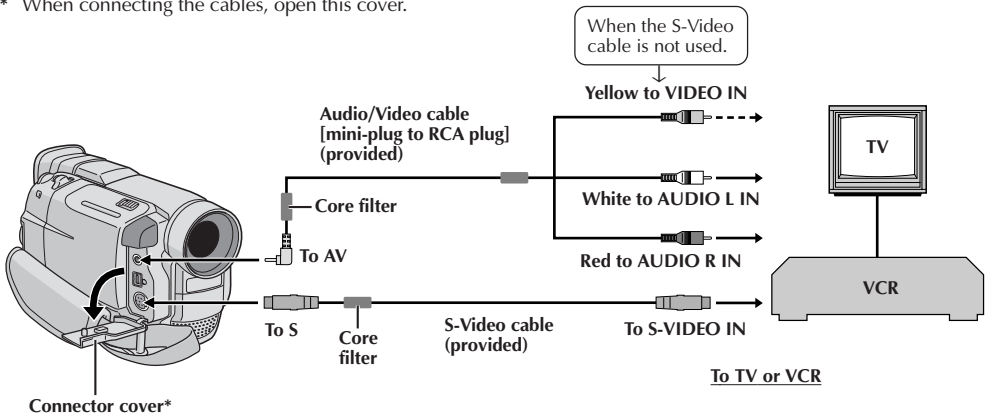 * When connecting the cables, open this cover.
When the S-Video
cable is not used.
Yellow to VIDEO IN
Audio/Video cable
[mini-plug to RCA plug]
(provided)
TV
Core filter
White to AUDIO L IN
To AV
Red to AUDIO R IN
VCR
To S
Core
filter
S-Video cable
(provided)
To S-VIDEO IN
To TV or VCR
Connector cover*